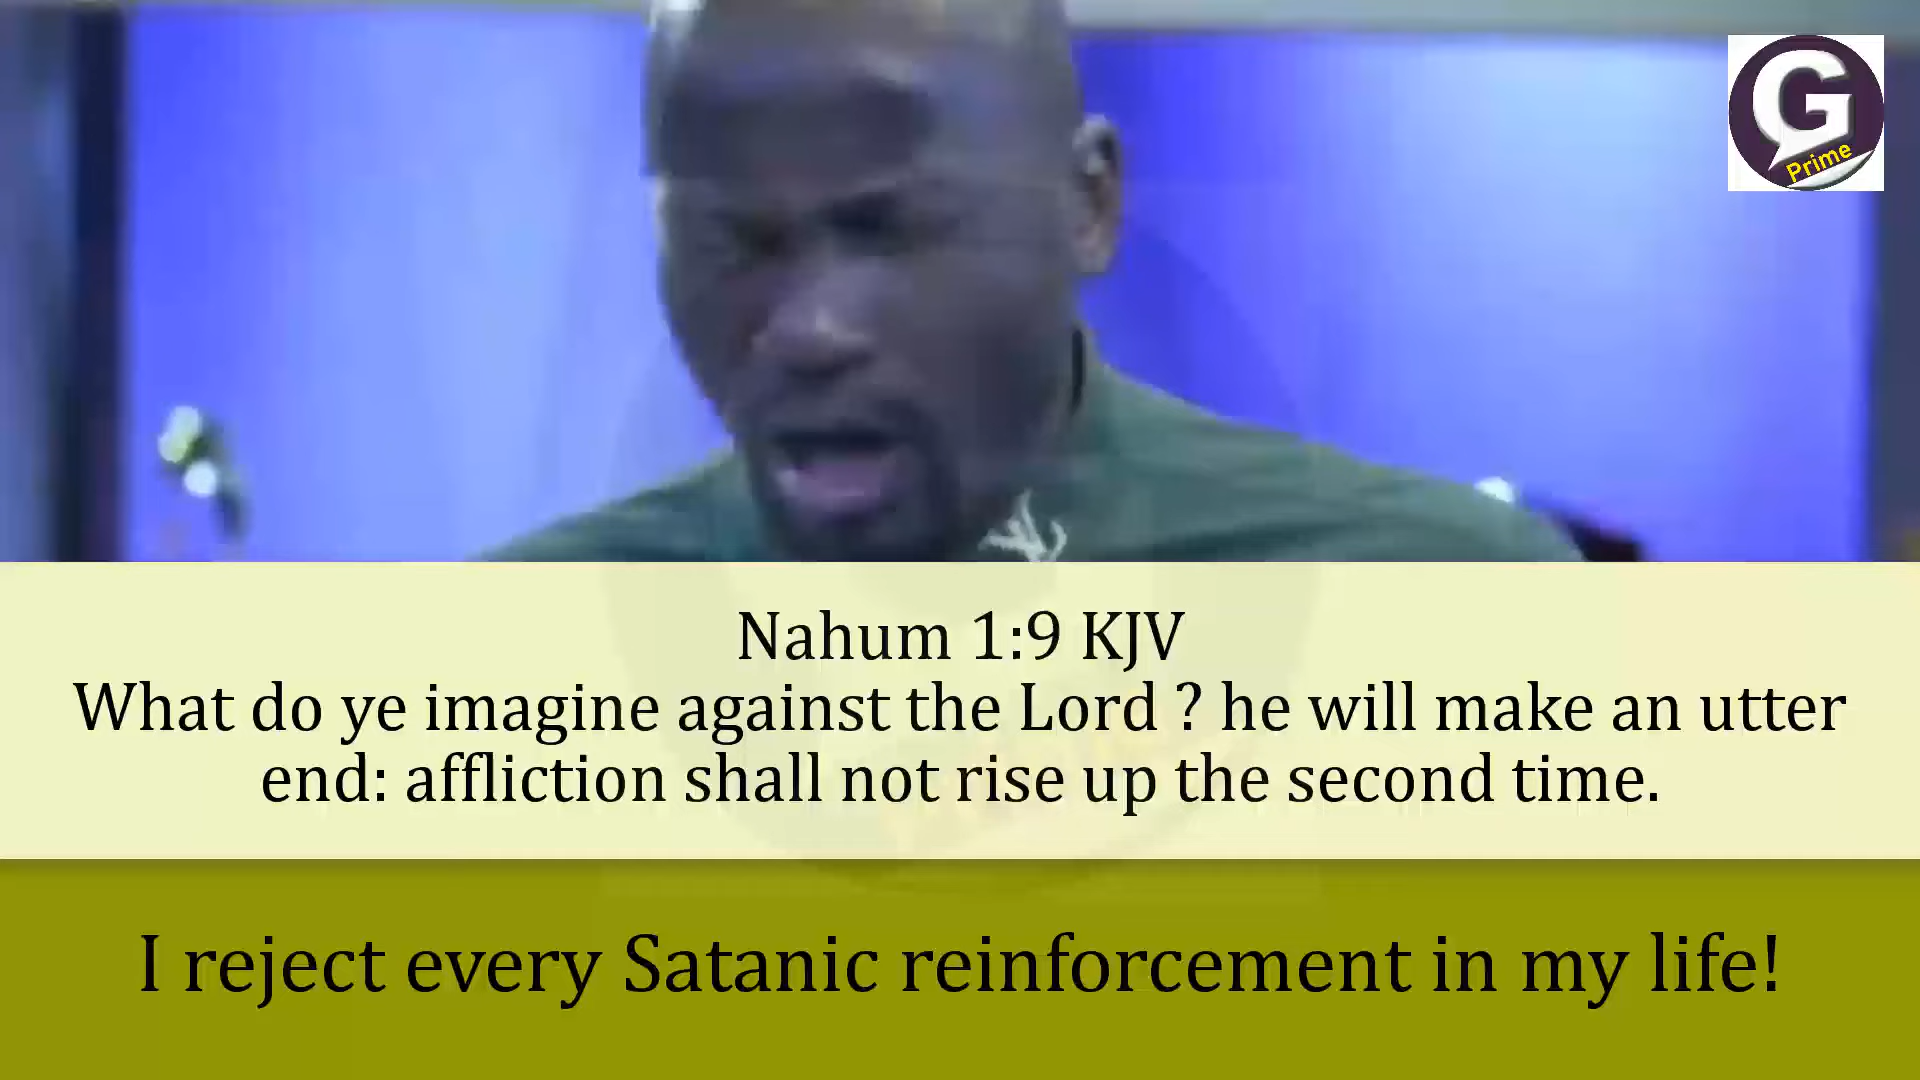 G
Prime
Nahum 1:9 KJV
What do ye imagine against the Lord ? he will make an utter
end: affliction shall not rise up the second time.
I reject every Satanic reinforcement in my life!